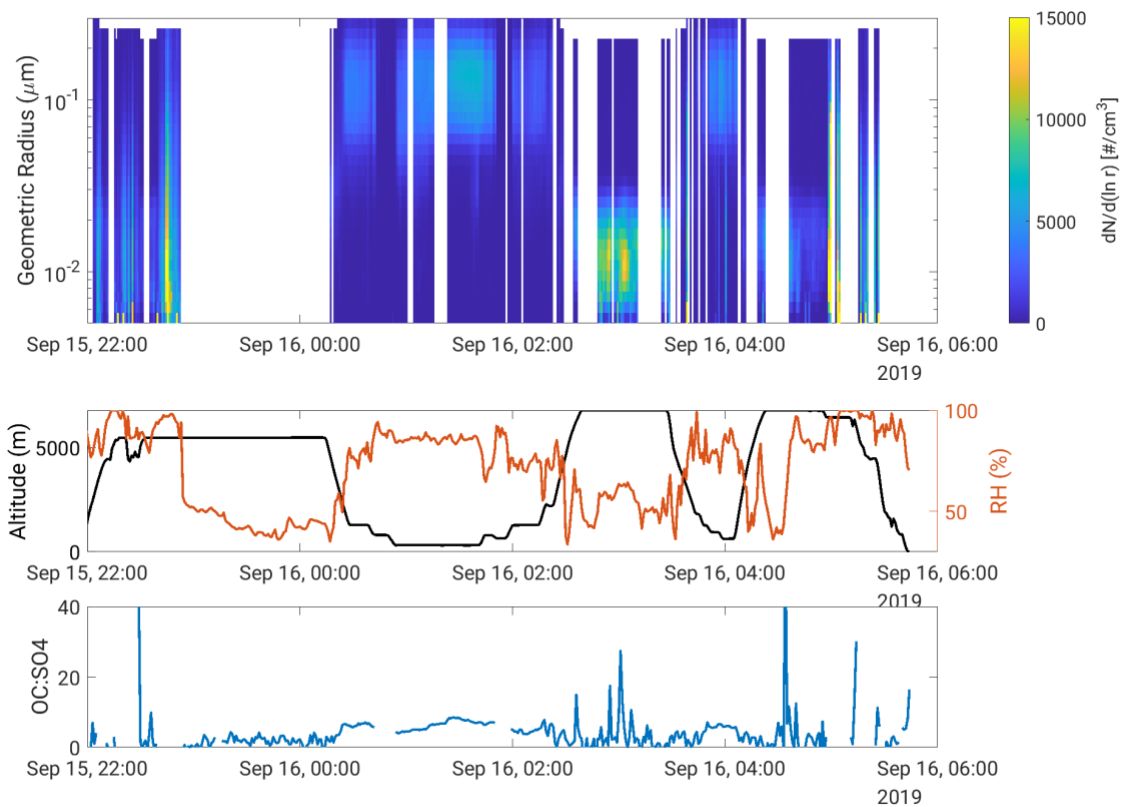 15000
10000
5000
0
dN/d(ln r) [#/cm³]
10⁻¹
10⁻²
Geometric Radius (μm)
Sep 15, 22:00 Sep 16, 00:00 Sep 16, 02:00 Sep 16, 04:00 Sep 16, 06:00
2019
5000
0
Altitude (m)
100
50
RH (%)
Sep 15, 22:00 Sep 16, 00:00 Sep 16, 02:00 Sep 16, 04:00 Sep 16, 06:00
2019
40
20
0
OC:SO4
Sep 15, 22:00 Sep 16, 00:00 Sep 16, 02:00 Sep 16, 04:00 Sep 16, 06:00
2019